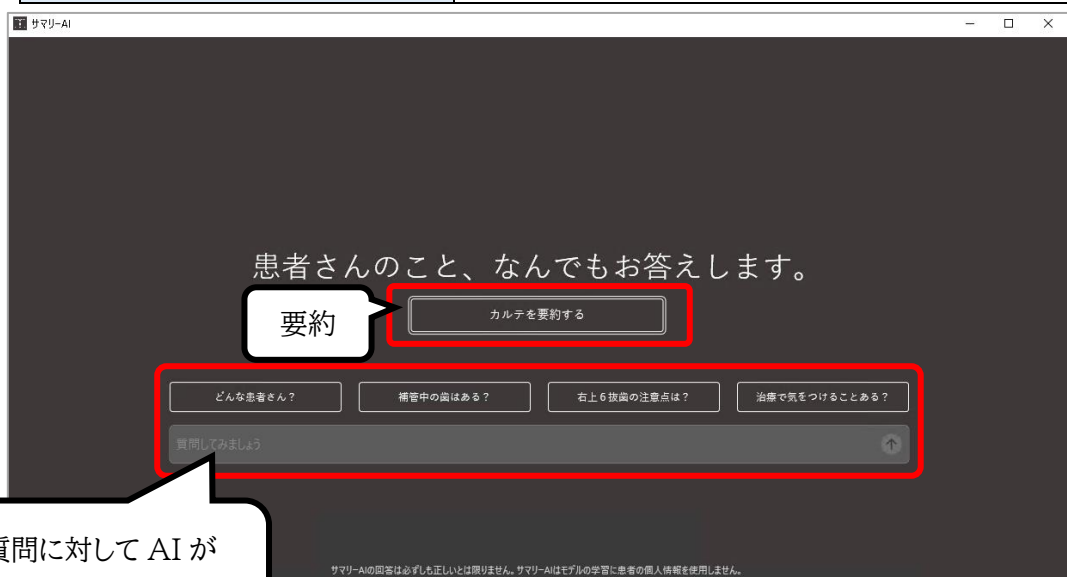 サマリーAI
患者さんのこと、なんでもお答えします。
要約
カルテを要約する
どんな患者さん？
補管中の歯はある？
右上６抜歯の注意点は？
治療で気をつけることある？
質問してみましょう
質問に対して AI が
サマリーAIの回答は必ずしも正しいとは限りません。サマリーAIはモデルの学習に患者の個人情報を使用しません。